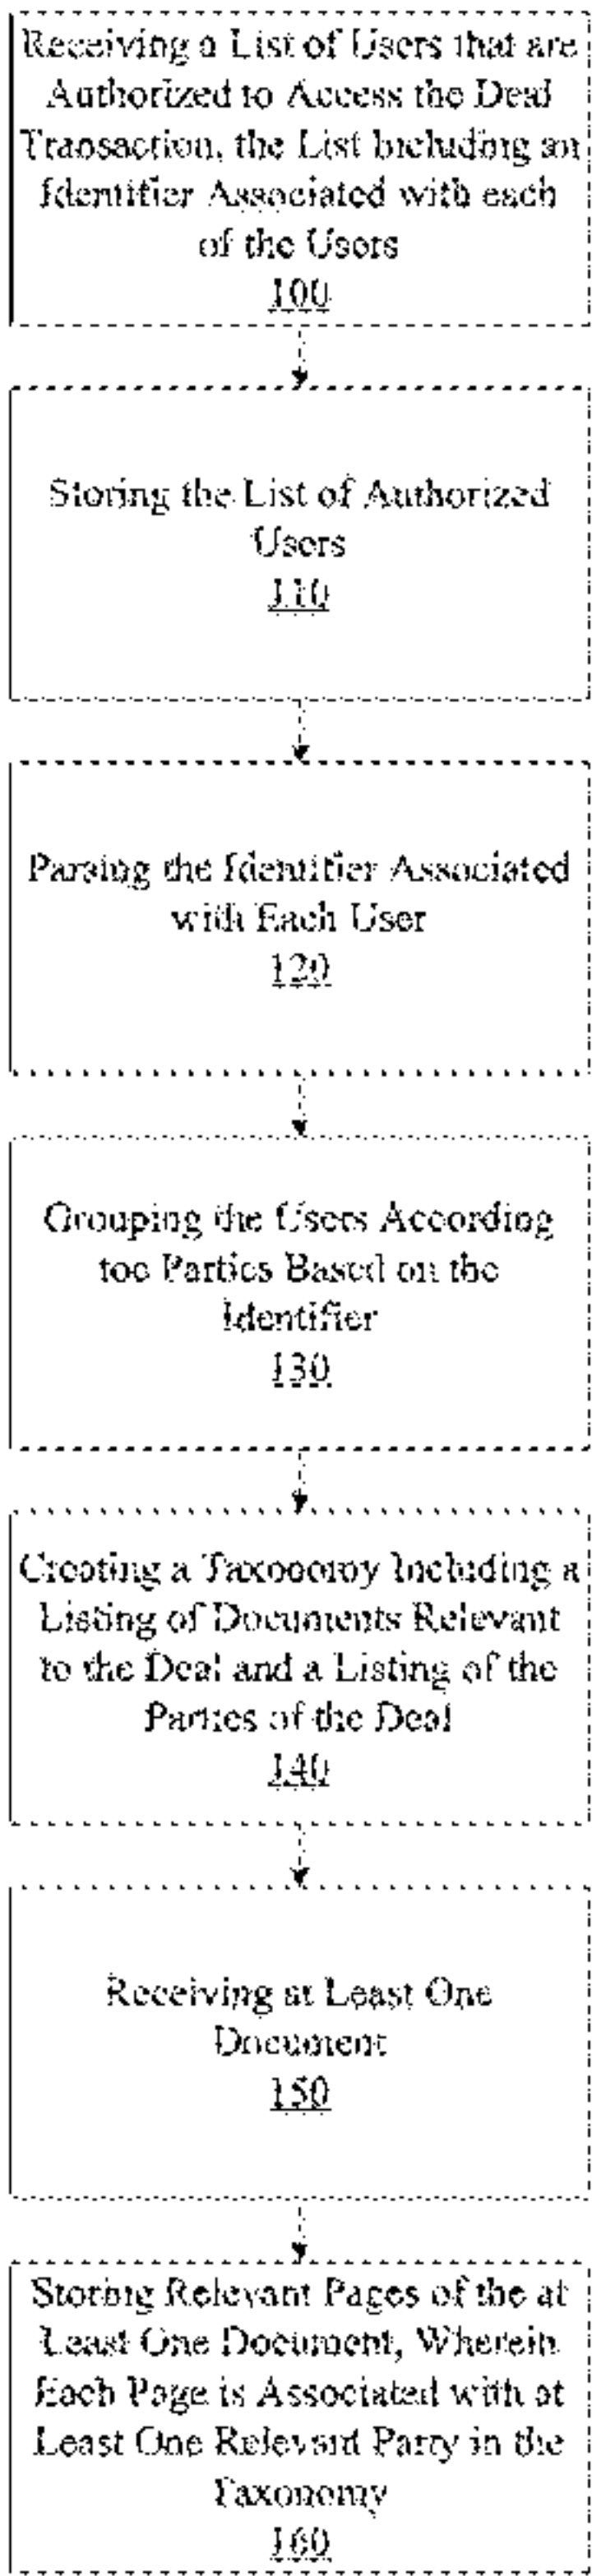 Receiving a List of Users that are
Authorized to Access the Deal
Transaction, the List Including an
Identifier Associated with each
of the Users
100
Storing the List of Authorized
Users
110
Parsing the Identifier Associated
with Each User
120
Grouping the Users According
toe Parties Based on the
Identifier
130
Creating a Taxonomy Including a
Listing of Documents Relevant
to the Deal and a Listing of the
Parties of the Deal
140
Receiving at Least One
Document
150
Storing Relevant Pages of the at
Least One Document, Wherein
Each Page is Associated with at
Least One Relevant Party in the
Taxonomy
160